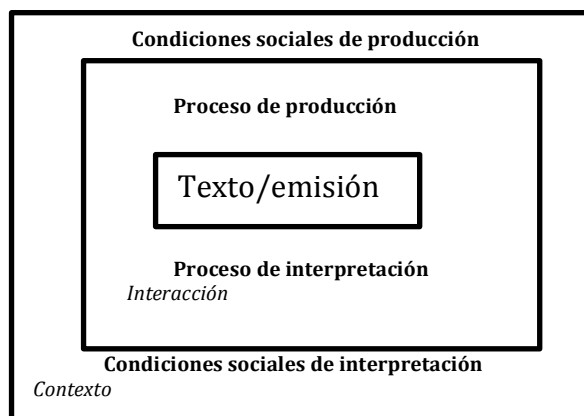 Condiciones sociales de producción
Proceso de producción
Texto/emisión
Proceso de interpretación
Interacción
Condiciones sociales de interpretación
Contexto